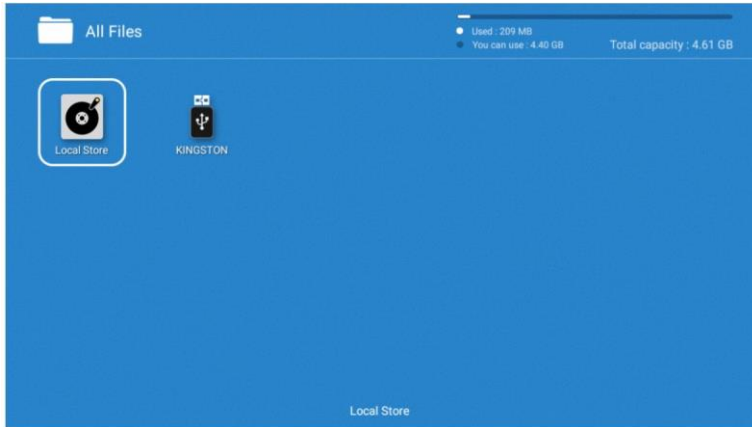 All Files
Used : 209 MB
You can use : 4.40 GB
Total capacity : 4.61 GB
Local Store
KINGSTON
Local Store